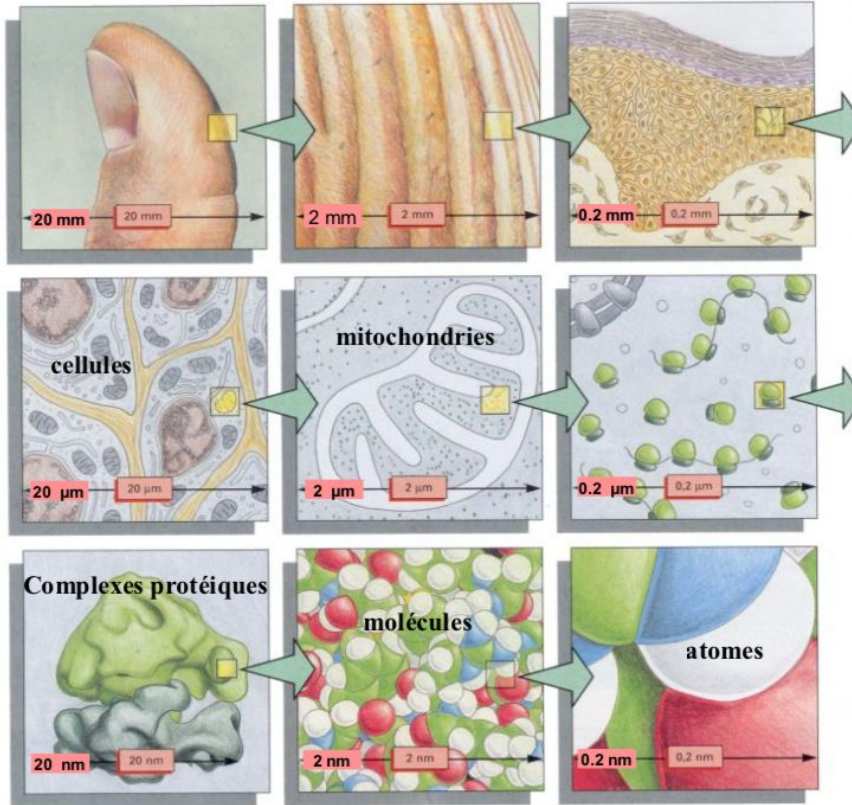 20 mm 20 mm
2 mm 2 mm
0.2 mm 0,2 mm
cellules
20 µm 20 µm
mitochondries
2 µm 2 µm
0.2 µm 0,2 µm
Complexes protéiques
20 nm 20 nm
molécules
2 nm 2 nm
atomes
0.2 nm 0,2 nm